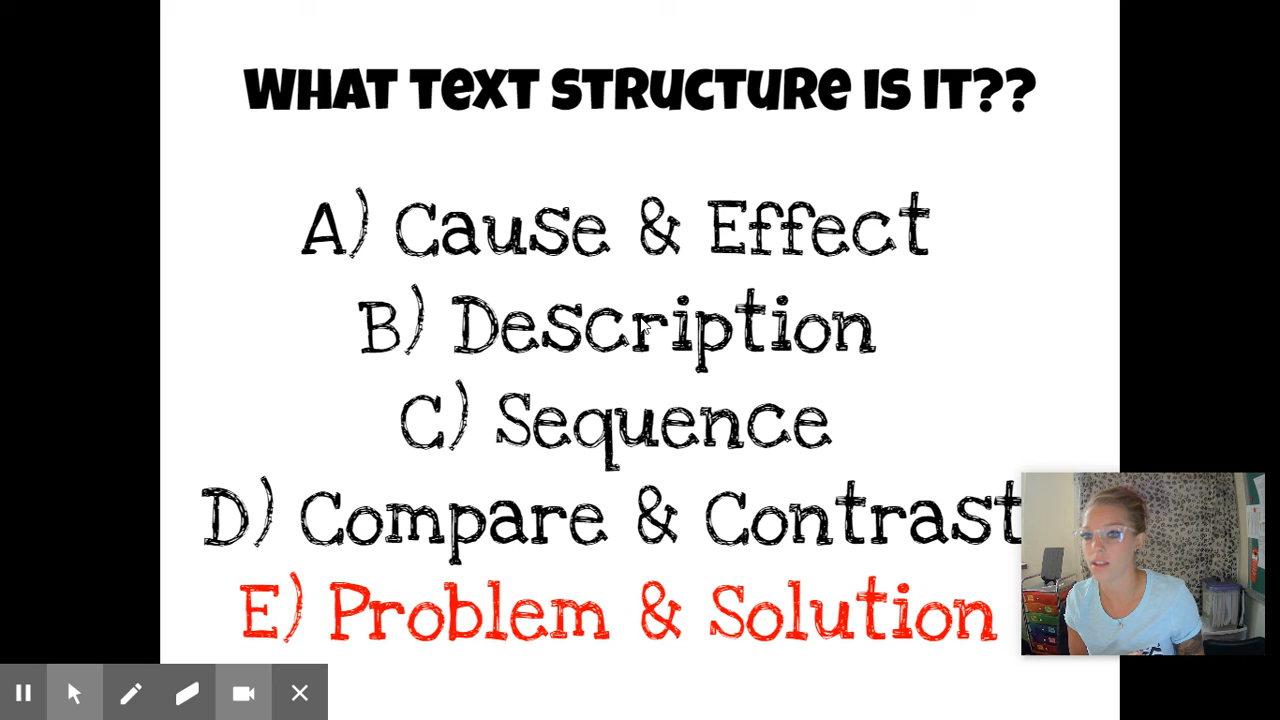 WHAT TEXT STRUCTURE IS IT??
A) Cause & Effect
B) Description
C) Sequence
D) Compare & Contrast
E) Problem & Solution